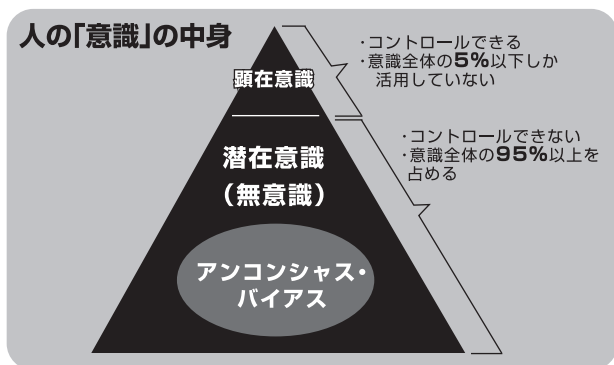 人の「意識」の中身
顕在意識
・コントロールできる
・意識全体の5%以下しか
活用していない
潜在意識
（無意識）
・コントロールできない
・意識全体の95%以上を
占める
アンコンシャス・
バイアス